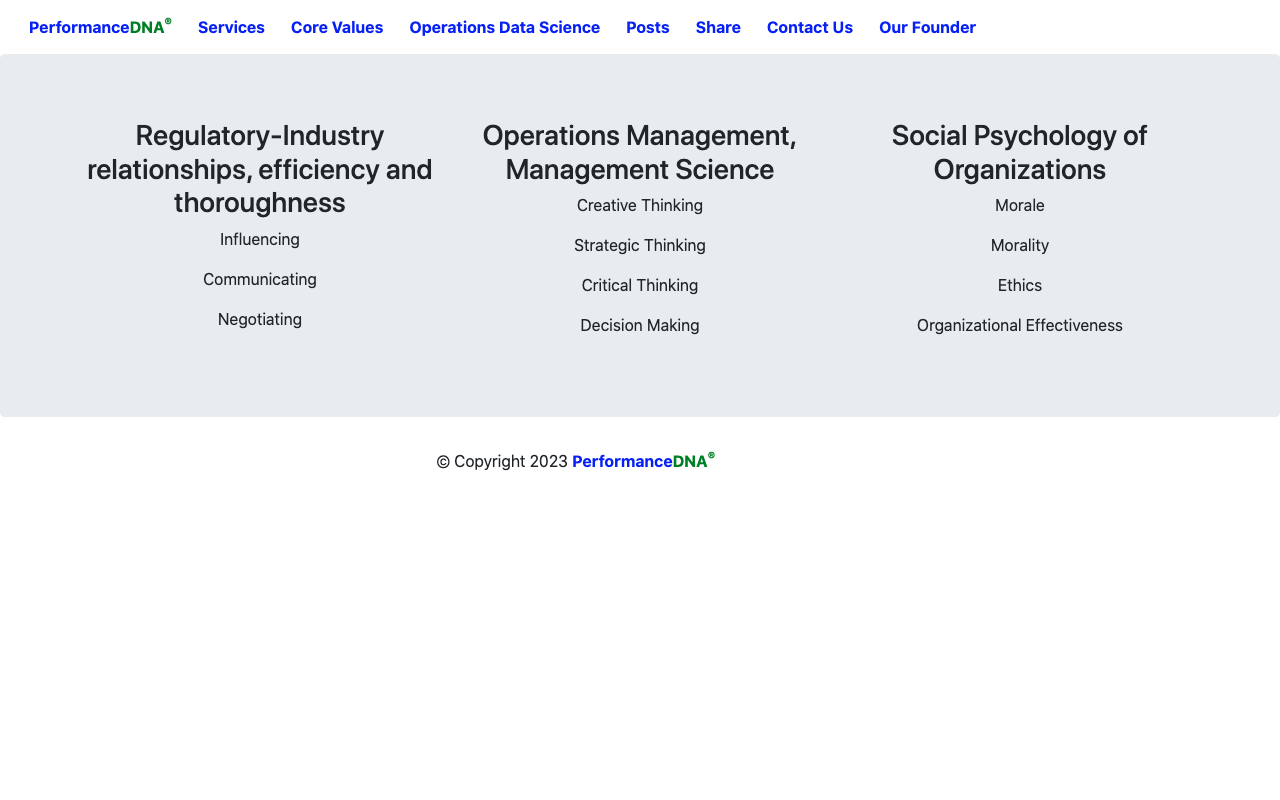 PerformanceDNA® Services Core Values Operations Data Science Posts Share Contact Us Our Founder
Regulatory-Industry
relationships, efficiency and
thoroughness
Influencing
Communicating
Negotiating
Operations Management,
Management Science
Creative Thinking
Strategic Thinking
Critical Thinking
Decision Making
Social Psychology of
Organizations
Morale
Morality
Ethics
Organizational Effectiveness
© Copyright 2023 PerformanceDNA®